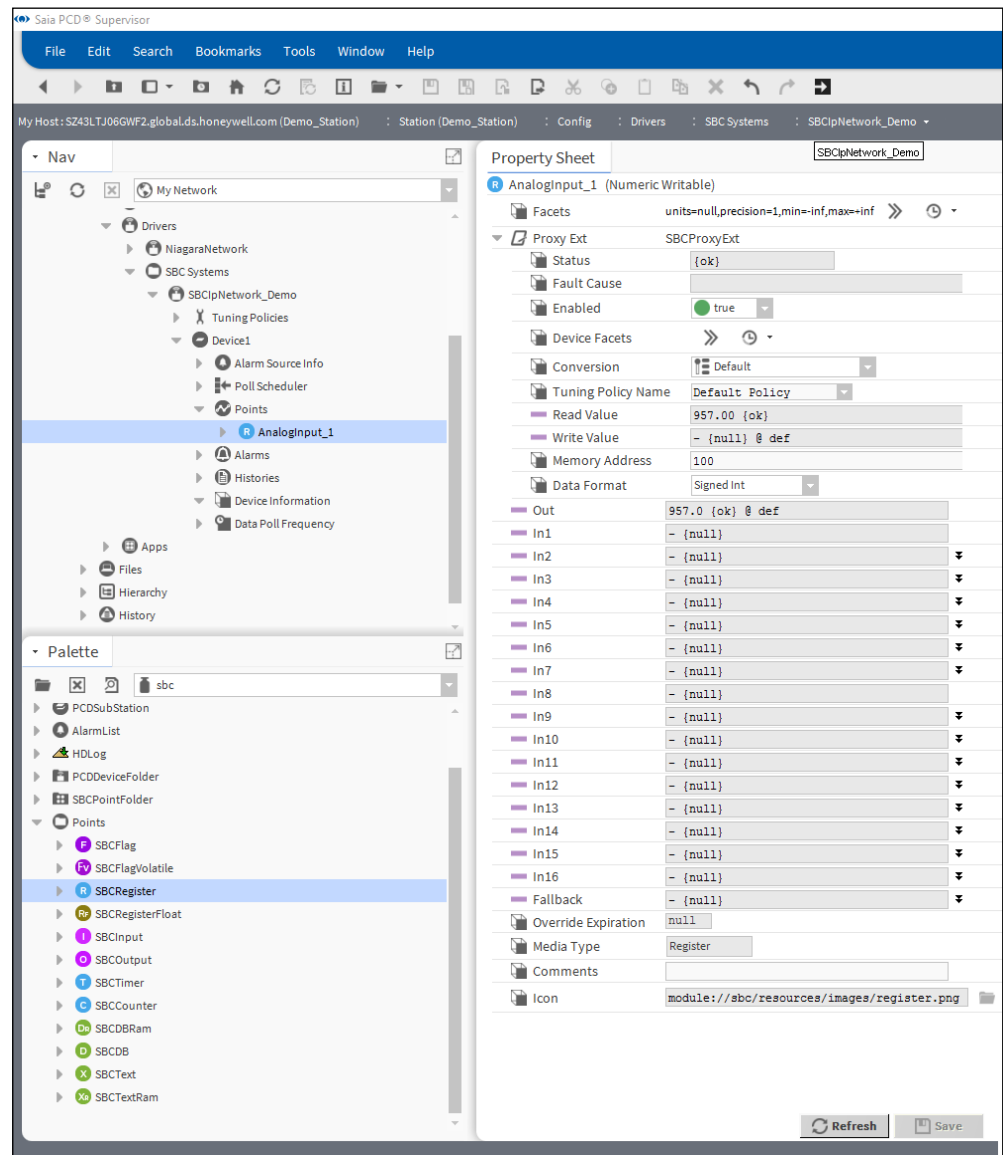 Saia PCD® Supervisor
File Edit Search Bookmarks Tools Window Help
My Host : SZ43LTJ06GWF2.global.ds.honeywell.com (Demo_Station) : Station (Demo_Station) : Config : Drivers : SBC Systems : SBCIpNetwork_Demo
SBCIpNetwork_Demo
Nav
My Network
Drivers
NiagaraNetwork
SBC Systems
SBCIpNetwork_Demo
Tuning Policies
Device1
Alarm Source Info
Poll Scheduler
Points
R AnalogInput_1
Alarms
Histories
Device Information
Data Poll Frequency
Apps
Files
Hierarchy
History
Palette
sbc
PCDSubStation
AlarmList
HDLog
PCDDeviceFolder
SBCPointFolder
Points
F SBCFlag
Fv SBCFlagVolatile
R SBCRegister
RF SBCRegisterFloat
I SBCInput
O SBCOutput
T SBCTimer
C SBCCounter
DR SBCDBRam
D SBCDB
X SBCText
XR SBCTextRam
Property Sheet
R AnalogInput_1 (Numeric Writable)
Facets units=null,precision=1,min=-inf,max=+inf
Proxy Ext SBCProxyExt
Status {ok}
Fault Cause
Enabled true
Device Facets
Conversion Default
Tuning Policy Name Default Policy
Read Value 957.00 {ok}
Write Value - {null} @ def
Memory Address 100
Data Format Signed Int
Out 957.0 {ok} @ def
In1 - {null}
In2 - {null}
In3 - {null}
In4 - {null}
In5 - {null}
In6 - {null}
In7 - {null}
In8 - {null}
In9 - {null}
In10 - {null}
In11 - {null}
In12 - {null}
In13 - {null}
In14 - {null}
In15 - {null}
In16 - {null}
Fallback - {null}
Override Expiration null
Media Type Register
Comments
Icon module://sbc/resources/images/register.png
Refresh Save